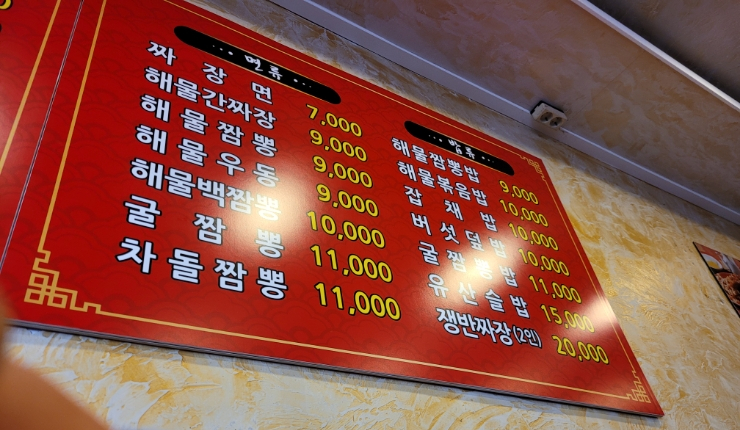 면류
짜장면 7,000
해물간짜장 9,000
해물짬뽕 9,000
해물우동 9,000
해물백짬뽕 10,000
굴짬뽕 11,000
차돌짬뽕 11,000
밥류
해물짬뽕밥 9,000
해물볶음밥 10,000
잡채밥 10,000
버섯덮밥 10,000
굴짬뽕밥 11,000
유산슬밥 15,000
쟁반짜장(2인) 20,000